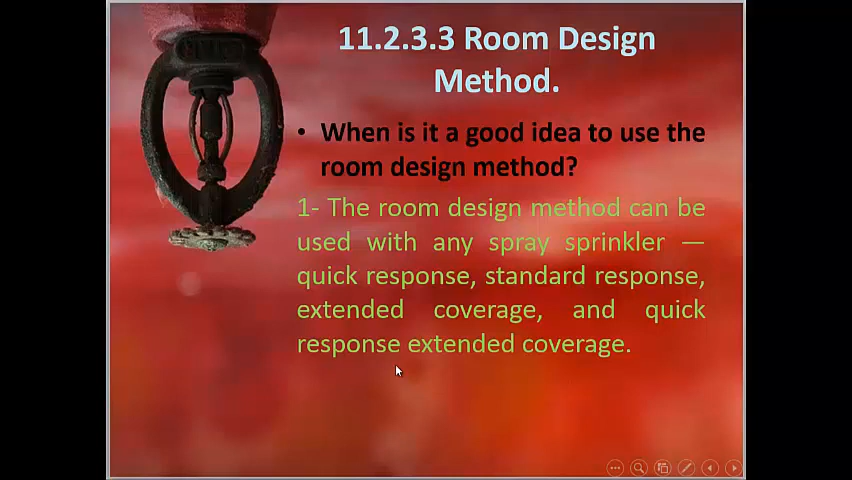 11.2.3.3 Room Design
Method.
• When is it a good idea to use the
room design method?
1- The room design method can be
used with any spray sprinkler —
quick response, standard response,
extended coverage, and quick
response extended coverage.